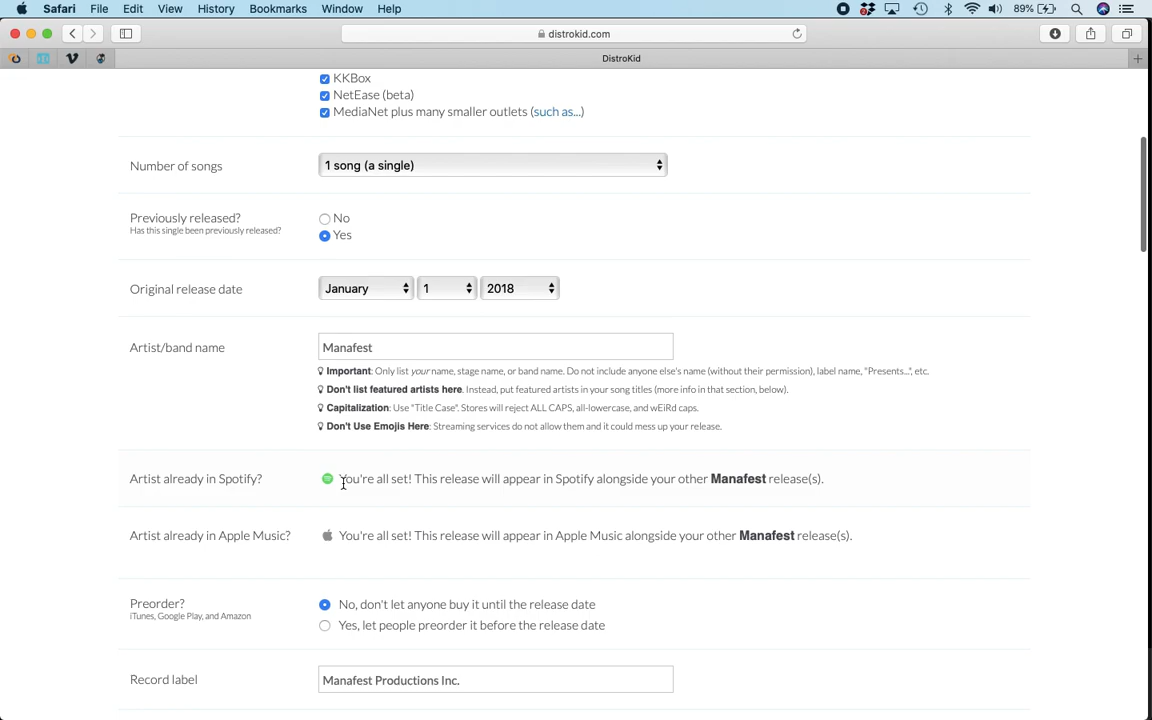 Safari File Edit View History Bookmarks Window Help 89%
distrokid.com
DistroKid
KKBox
NetEase (beta)
MediaNet plus many smaller outlets (such as...)
Number of songs 1 song (a single)
Previously released? No
Has this single been previously released?
Yes
Original release date January 1 2018
Artist/band name Manafest
Important: Only list your name, stage name, or band name. Do not include anyone else's name (without their permission), label name, "Presents...", etc.
Don't list featured artists here. Instead, put featured artists in your song titles (more info in that section, below).
Capitalization: Use "Title Case". Stores will reject ALL CAPS, all-lowercase, and wEiRd caps.
Don't Use Emojis Here: Streaming services do not allow them and it could mess up your release.
Artist already in Spotify? You're all set! This release will appear in Spotify alongside your other Manafest release(s).
Artist already in Apple Music? You're all set! This release will appear in Apple Music alongside your other Manafest release(s).
Preorder? No, don't let anyone buy it until the release date
iTunes, Google Play, and Amazon
Yes, let people preorder it before the release date
Record label Manafest Productions Inc.